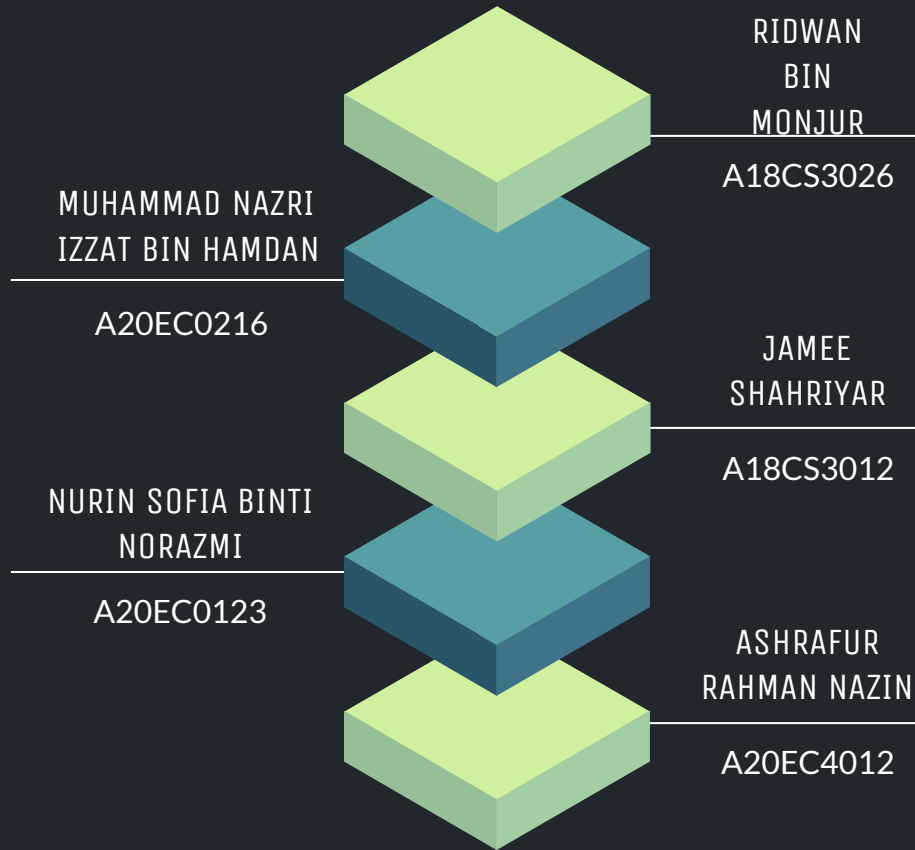 RIDWAN
BIN
MONJUR
A18CS3026
MUHAMMAD NAZRI
IZZAT BIN HAMDAN
A20EC0216
JAMEE
SHAHRIYAR
A18CS3012
NURIN SOFIA BINTI
NORAZMI
A20EC0123
ASHRAFUR
RAHMAN NAZIN
A20EC4012